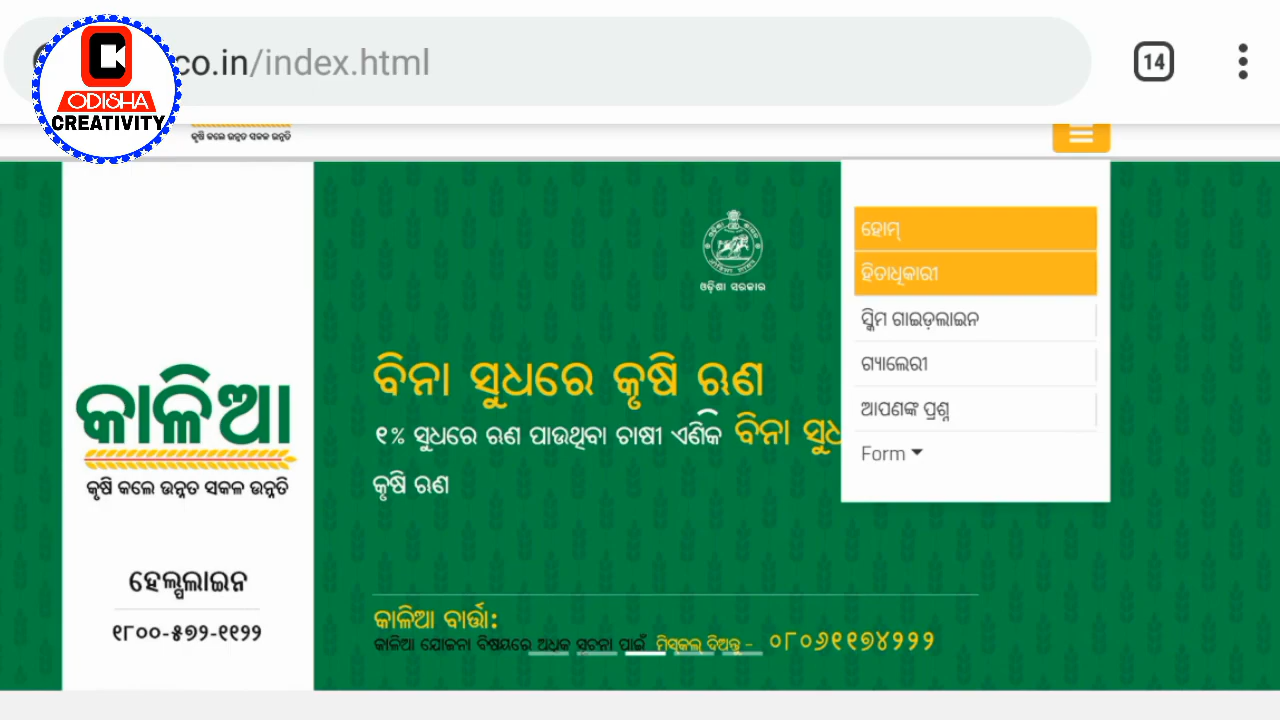 co.in/index.html
14
ODISHA
CREATIVITY
କୃଷି କଲେ ଉନ୍ନତ ସକଳ ଉନ୍ନତି
ହୋମ୍
ହିତାଧିକାରୀ
ସ୍କିମ ଗାଇଡ଼ଲାଇନ
ଗ୍ୟାଲେରୀ
ଆପଣଙ୍କ ପ୍ରଶ୍ନ
Form
ଓଡ଼ିଶା ସରକାର
ବିନା ସୁଧରେ କୃଷି ଋଣ
୧% ସୁଧରେ ଋଣ ପାଉଥିବା ଚାଷୀ ଏଣିକି ବିନା
କୃଷି ଋଣ
କାଳିଆ
କୃଷି କଲେ ଉନ୍ନତ ସକଳ ଉନ୍ନତି
ହେଲ୍ପଲାଇନ
୧୮୦୦-୫୭୨-୧୧୨୨
କାଳିଆ ବାର୍ତ୍ତା:
କାଳିଆ ଯୋଜନା ବିଷୟରେ ଅଧିକ ସୂଚନା ପାଇଁ ମିସ୍‌କଲ୍ ଦିଅନ୍ତୁ - ୦୮୦୬୧୧୭୪୨୨୨